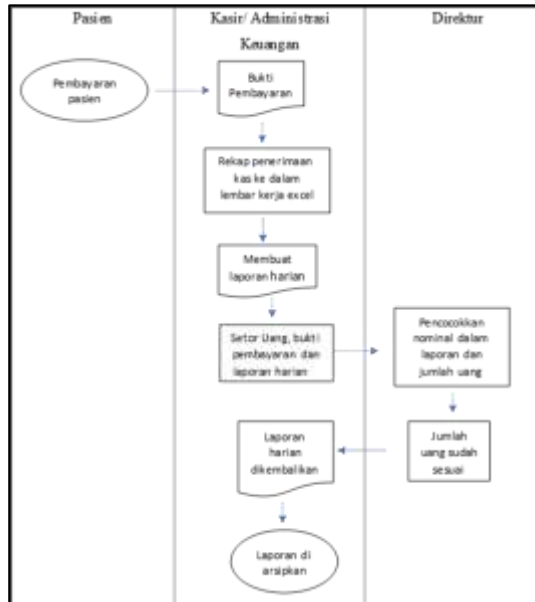 Pasien
Kasir/ Administrasi
Keuangan
Direktur
Pembayaran
pasien
Bukti
Pembayaran
Rekap penerimaan
kas ke dalam
lembar kerja excel
Membuat
laporan harian
Setor Uang, bukti
pembayaran dan
laporan harian
Pencocokkan
nominal dalam
laporan dan
jumlah uang
Jumlah
uang sudah
sesuai
Laporan
harian
dikembalikan
Laporan di
arsipkan